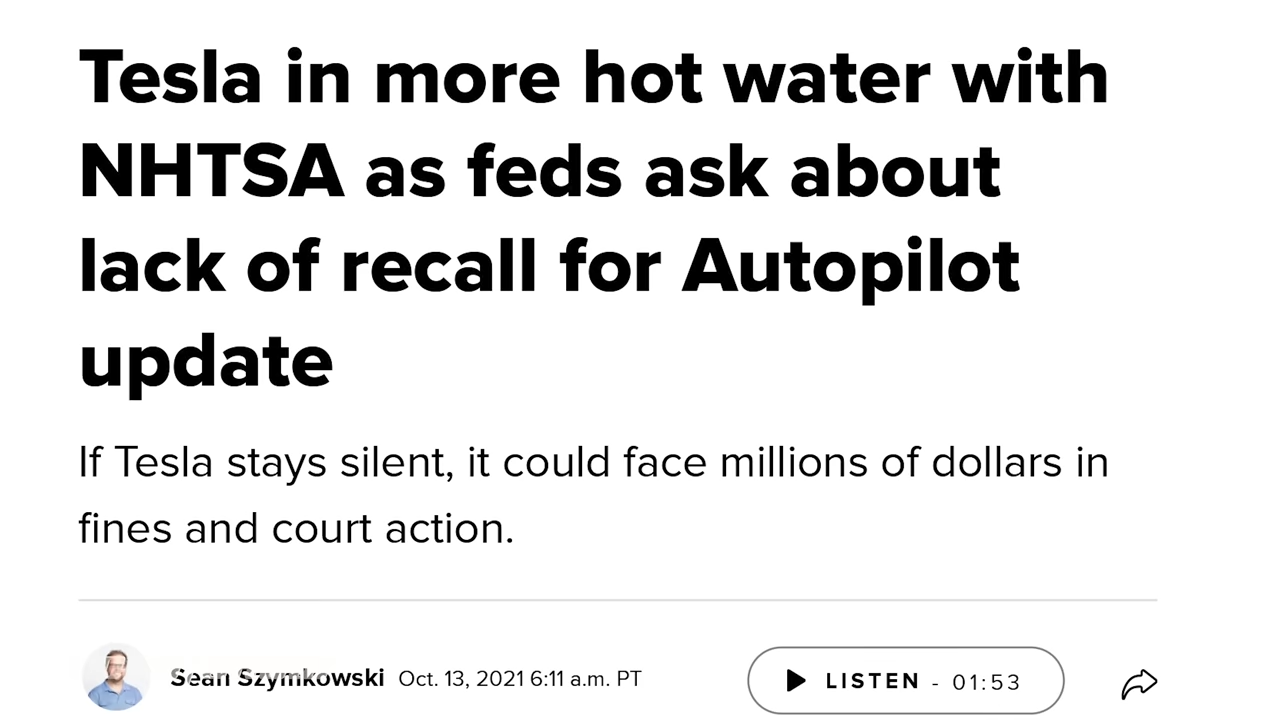 Tesla in more hot water with
NHTSA as feds ask about
lack of recall for Autopilot
update
If Tesla stays silent, it could face millions of dollars in
fines and court action.
Sean Szymkowski Oct. 13, 2021 6:11 a.m. PT
LISTEN - 01:53